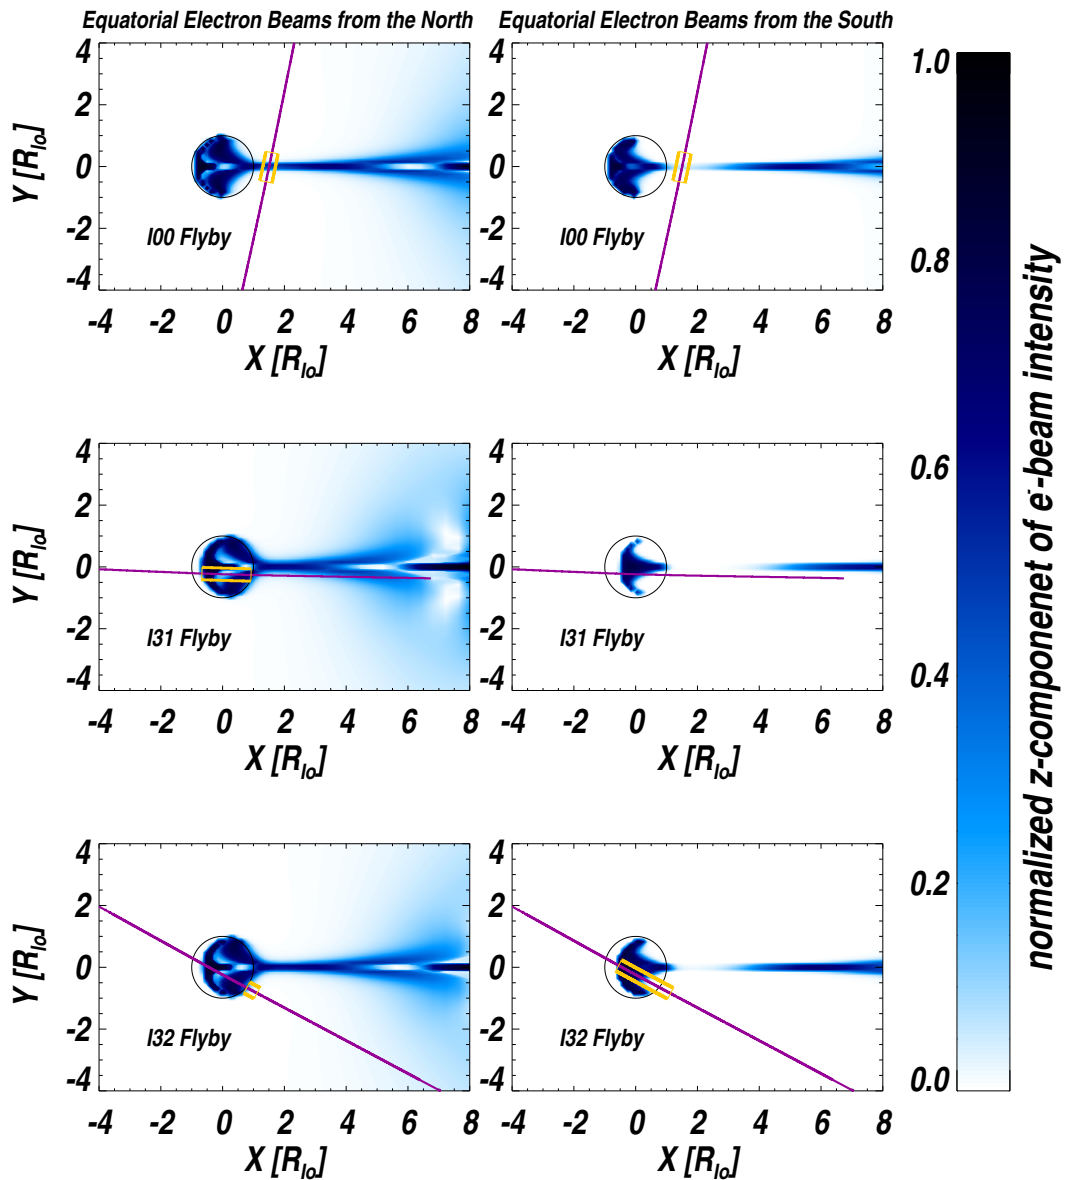 Equatorial Electron Beams from the North
Equatorial Electron Beams from the South
4
2
0
-2
-4
Y [R_Io]
I00 Flyby
-4 -2 0 2 4 6 8
X [R_Io]
4
2
0
-2
-4
I00 Flyby
-4 -2 0 2 4 6 8
X [R_Io]
4
2
0
-2
-4
Y [R_Io]
I31 Flyby
-4 -2 0 2 4 6 8
X [R_Io]
4
2
0
-2
-4
I31 Flyby
-4 -2 0 2 4 6 8
X [R_Io]
4
2
0
-2
-4
Y [R_Io]
I32 Flyby
-4 -2 0 2 4 6 8
X [R_Io]
4
2
0
-2
-4
I32 Flyby
-4 -2 0 2 4 6 8
X [R_Io]
1.0
0.8
0.6
0.4
0.2
0.0
normalized z-componenet of e⁻-beam intensity